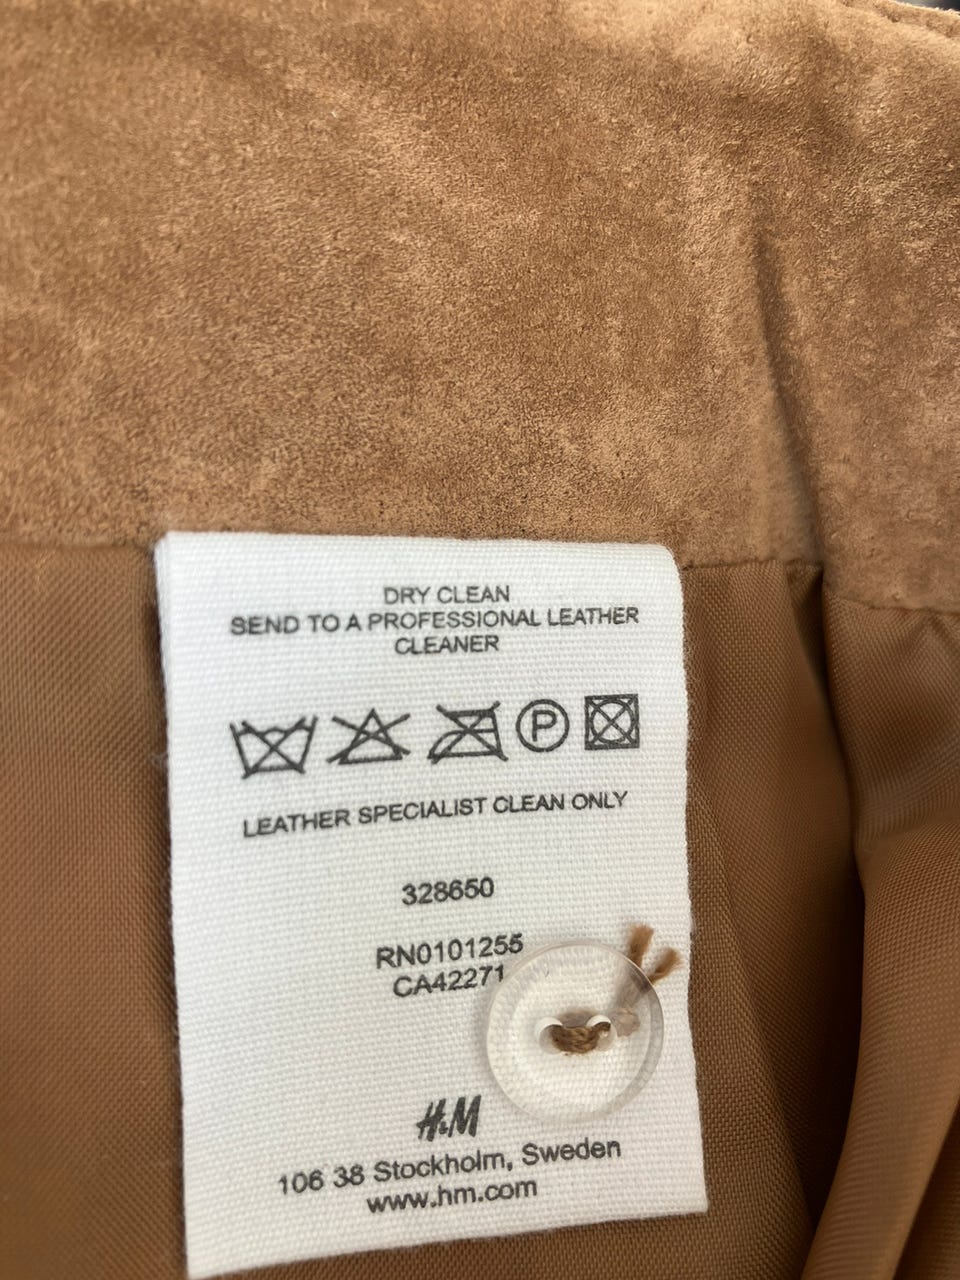 DRY CLEAN
SEND TO A PROFESSIONAL LEATHER
CLEANER
P
LEATHER SPECIALIST CLEAN ONLY
328650
RN0101255
CA42271
H&M
106 38 Stockholm, Sweden
www.hm.com